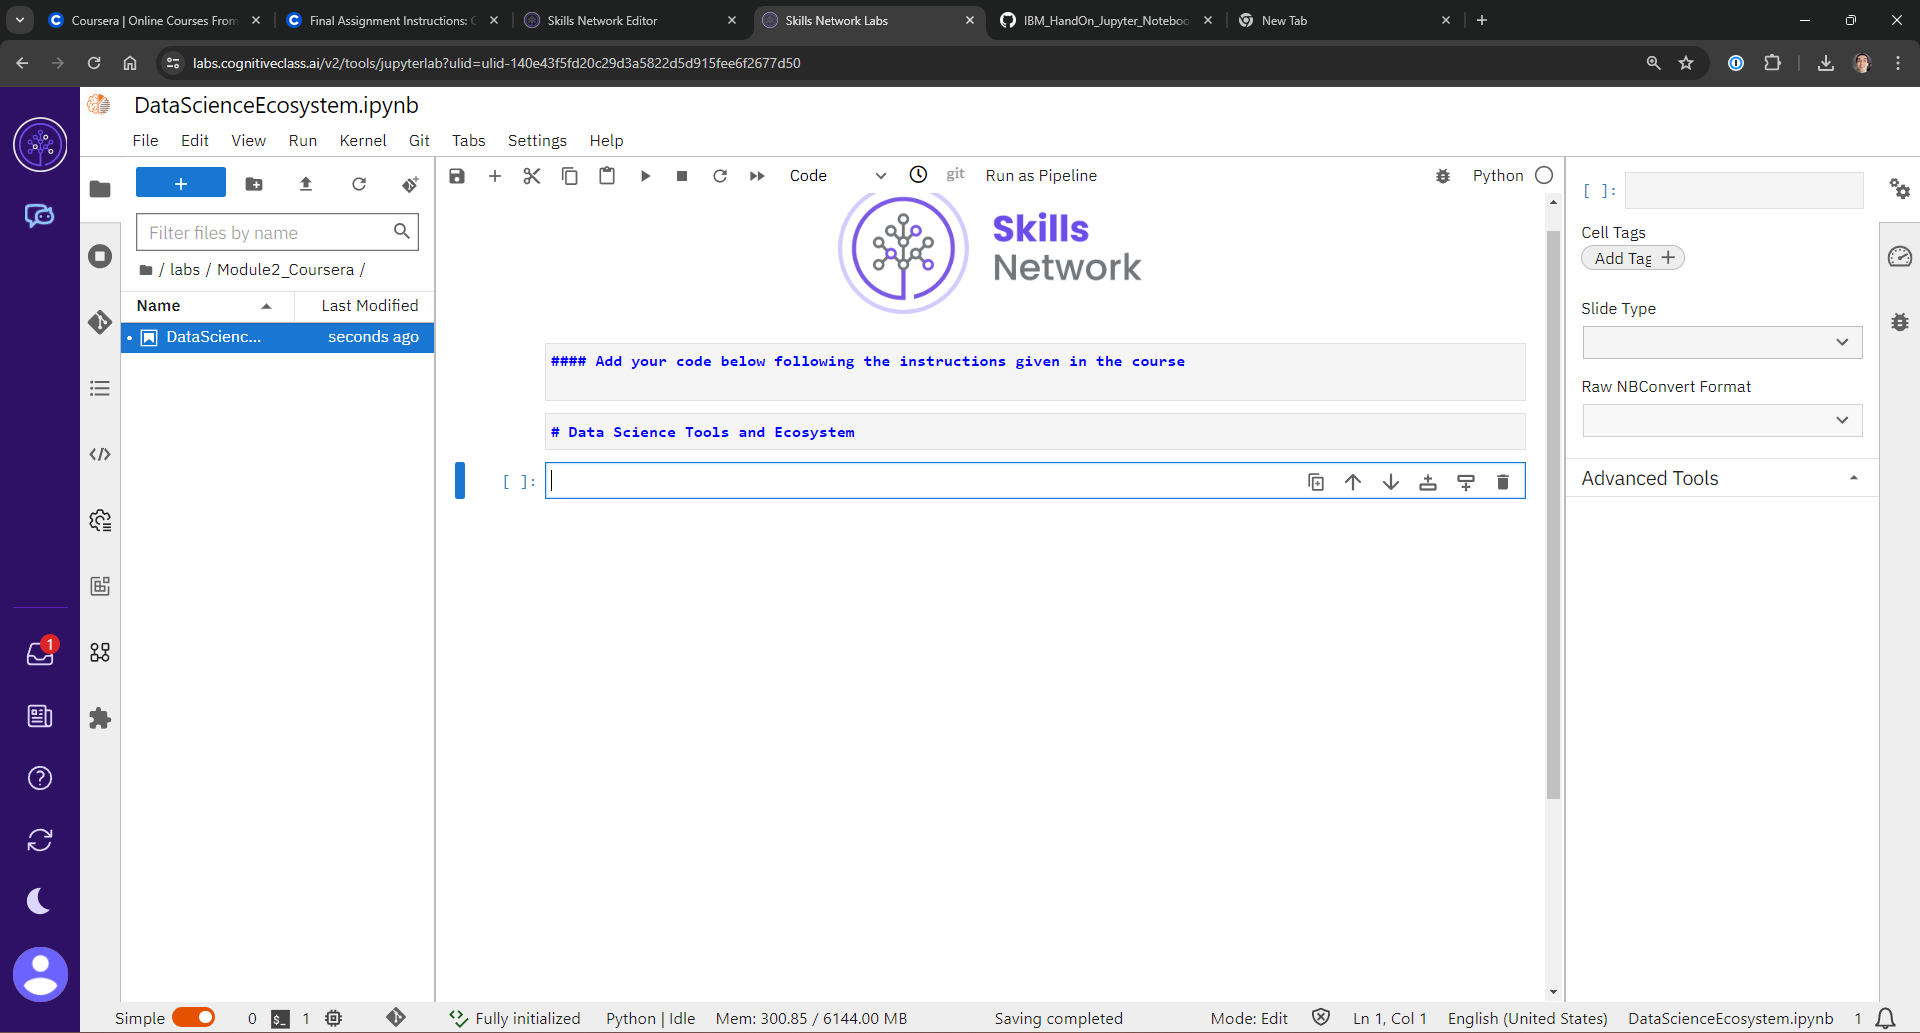 Coursera | Online Courses From
Final Assignment Instructions: C
Skills Network Editor
Skills Network Labs
IBM_HandOn_Jupyter_Noteboo
New Tab
labs.cognitiveclass.ai/v2/tools/jupyterlab?ulid=ulid-140e43f5fd20c29d3a5822d5d915fee6f2677d50
DataScienceEcosystem.ipynb
File Edit View Run Kernel Git Tabs Settings Help
Code
git
Run as Pipeline
Python
Filter files by name
/ labs / Module2_Coursera /
Name
Last Modified
DataScienc...
seconds ago
Skills
Network
#### Add your code below following the instructions given in the course
# Data Science Tools and Ecosystem
[ ]:
[ ]:
Cell Tags
Add Tag
Slide Type
Raw NBConvert Format
Advanced Tools
1
Simple
0
$_
1
Fully initialized
Python | Idle
Mem: 300.85 / 6144.00 MB
Saving completed
Mode: Edit
Ln 1, Col 1
English (United States)
DataScienceEcosystem.ipynb
1